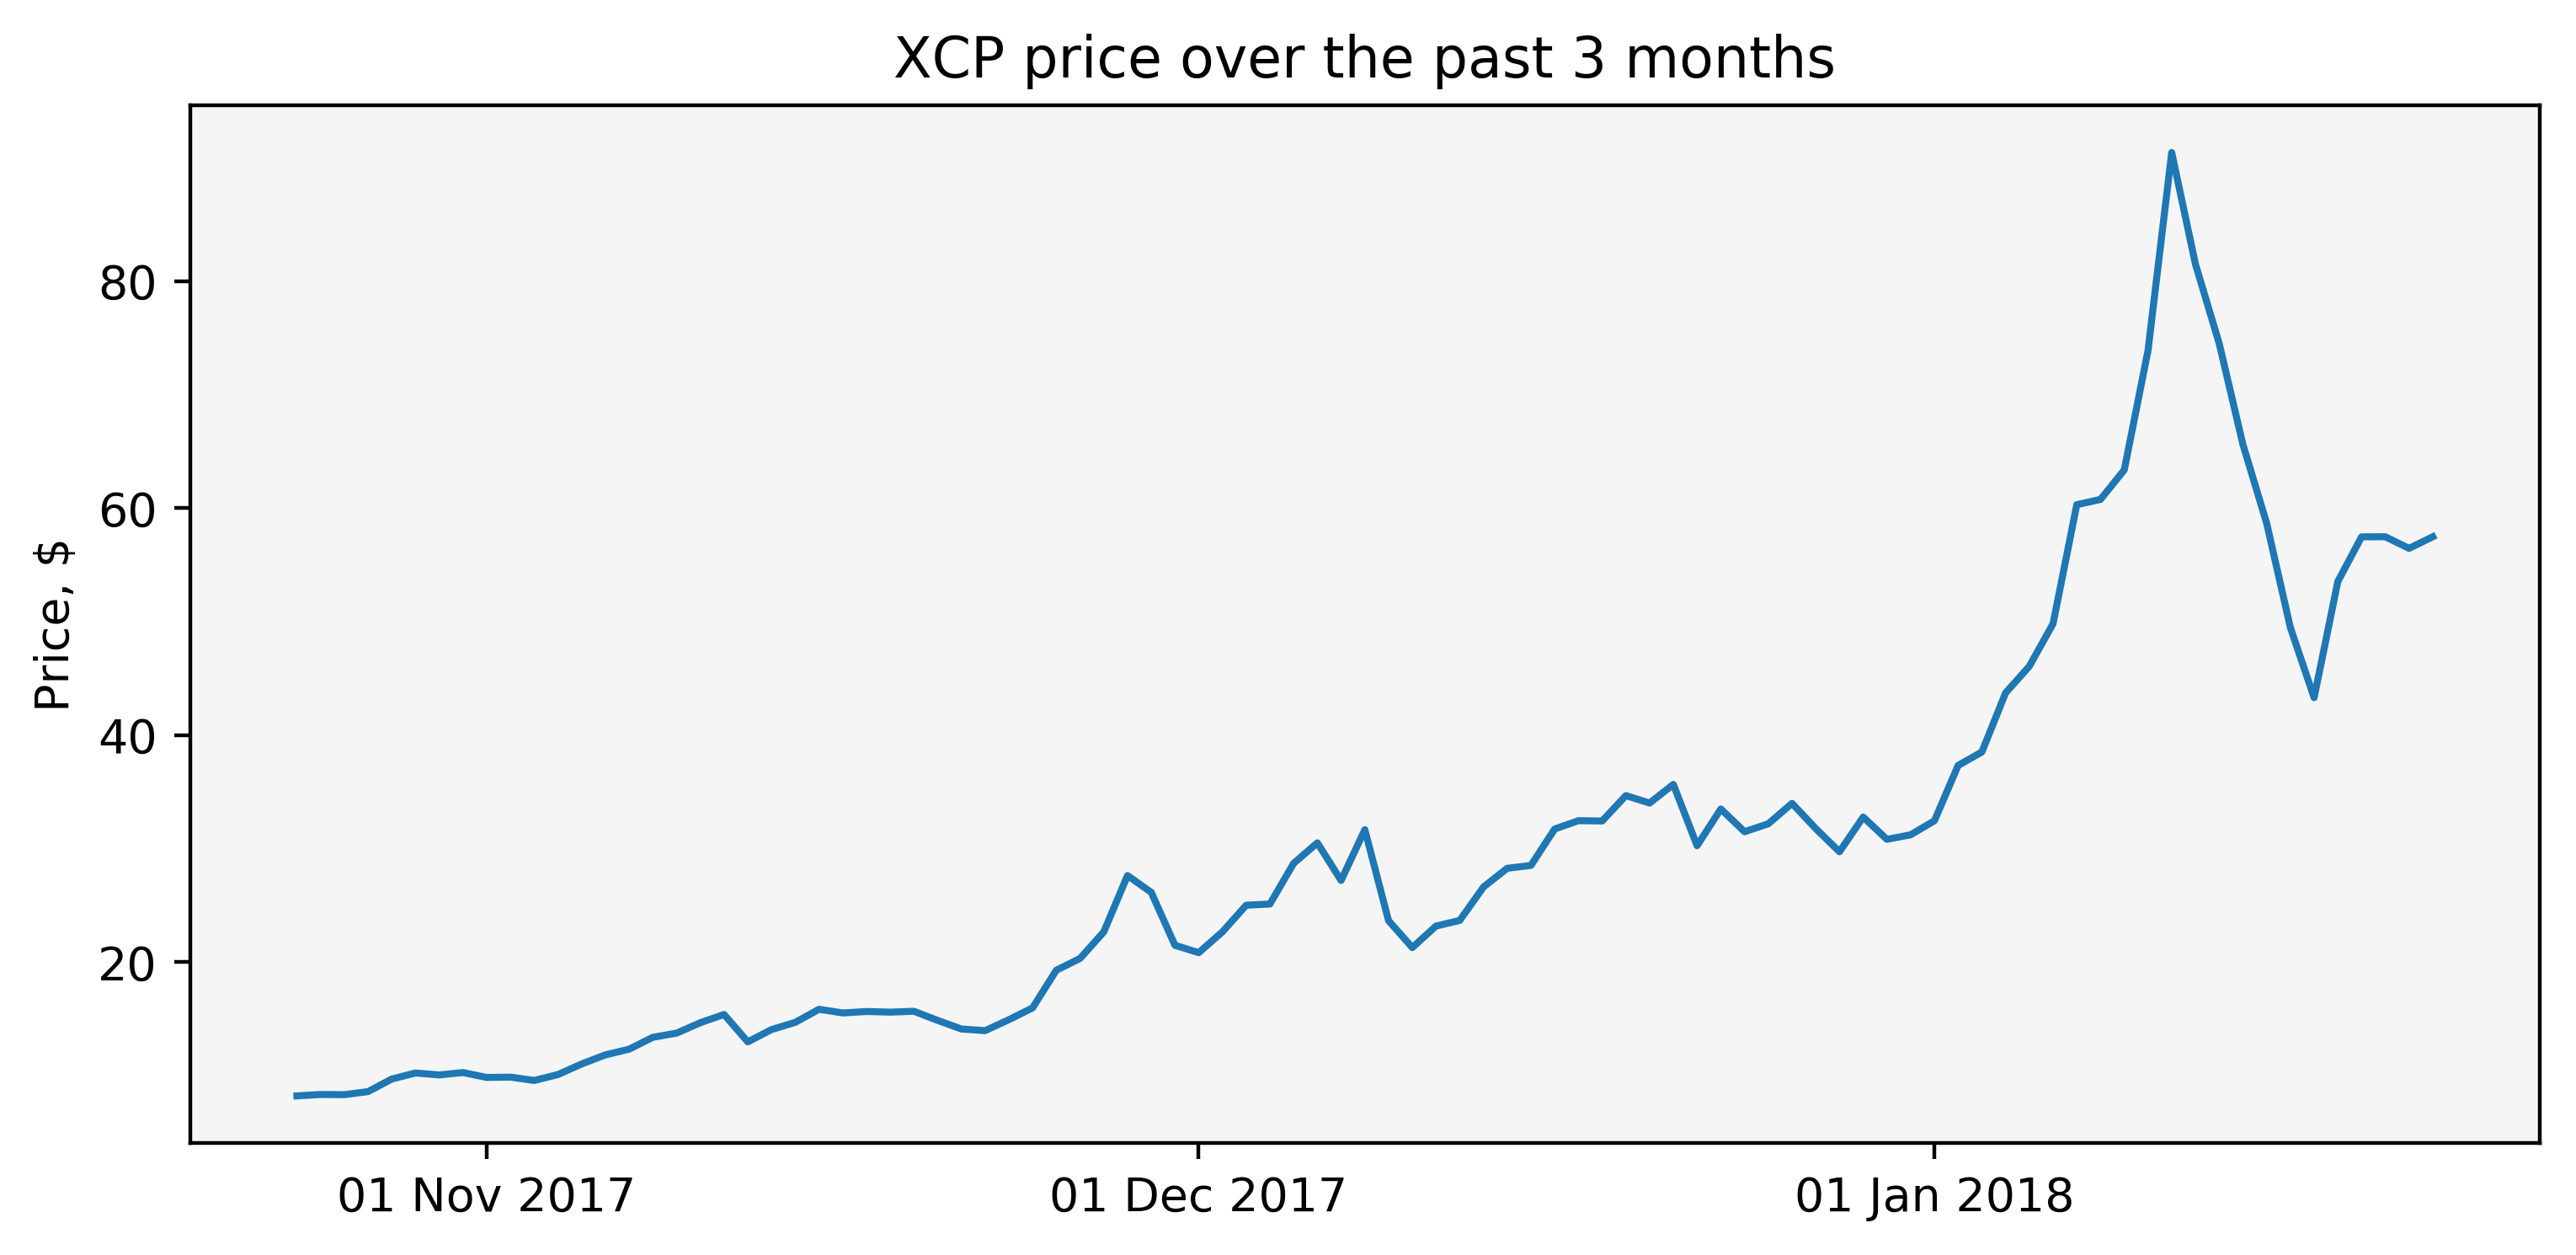 XCP price over the past 3 months
Price, $
80
60
40
20
01 Nov 2017
01 Dec 2017
01 Jan 2018